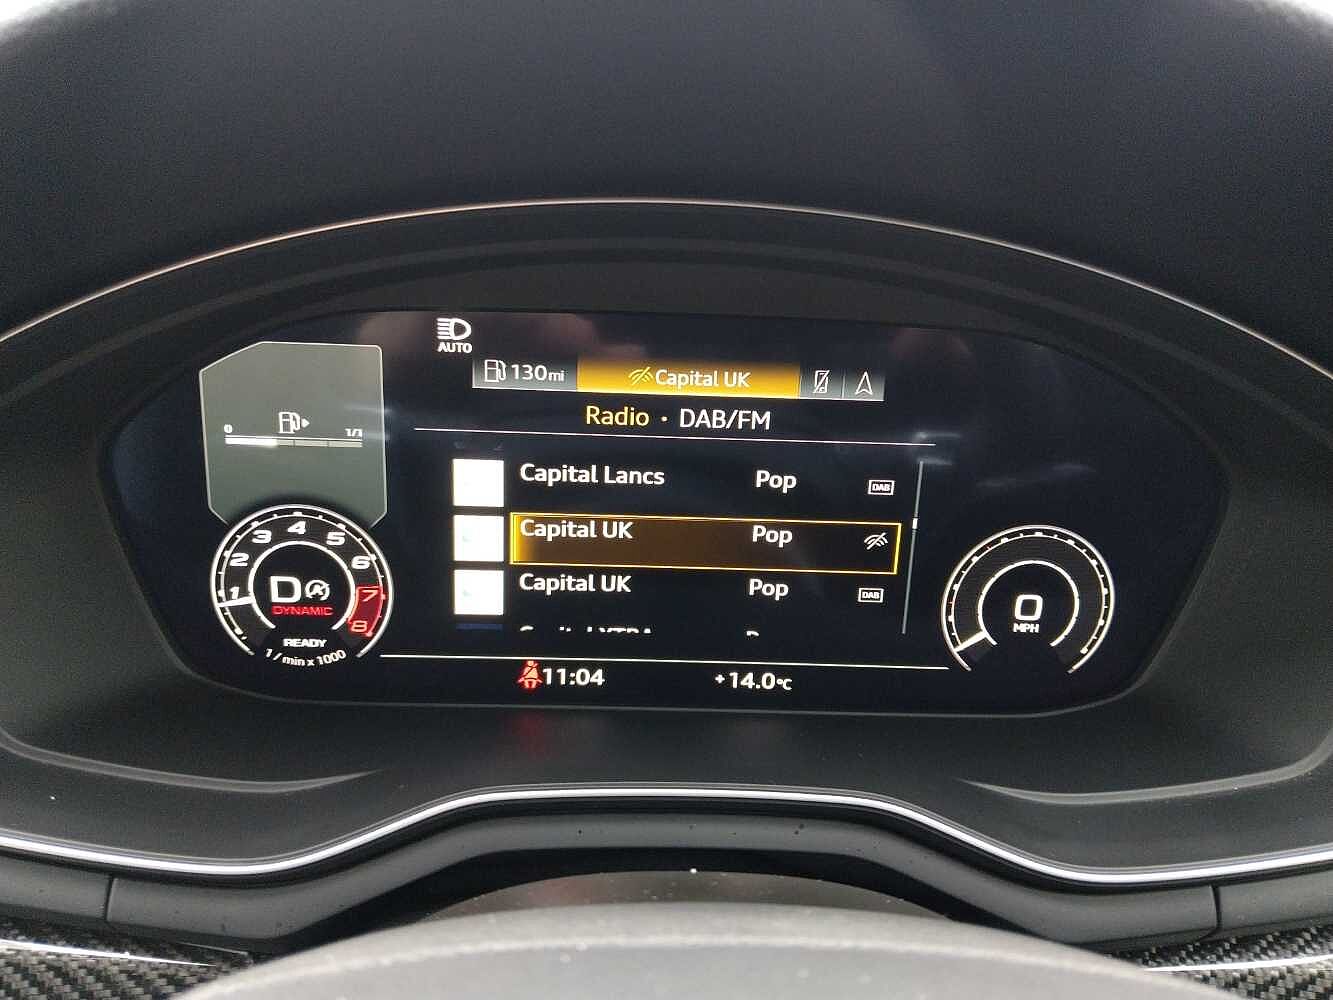 AUTO
130mi
Capital UK
Radio · DAB/FM
0 1/1
Capital Lancs Pop DAB
Capital UK Pop
Capital UK Pop DAB
1 2 3 4 5 6 7 8
D
DYNAMIC
READY
1 / min x 1000
0
MPH
11:04
+14.0°C